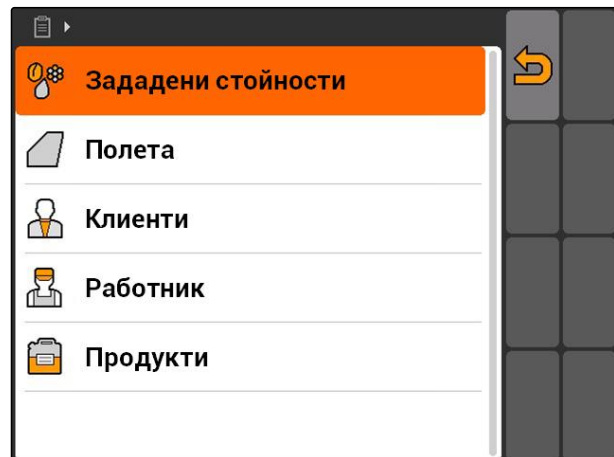 Зададени стойности
Полета
Клиенти
Работник
Продукти